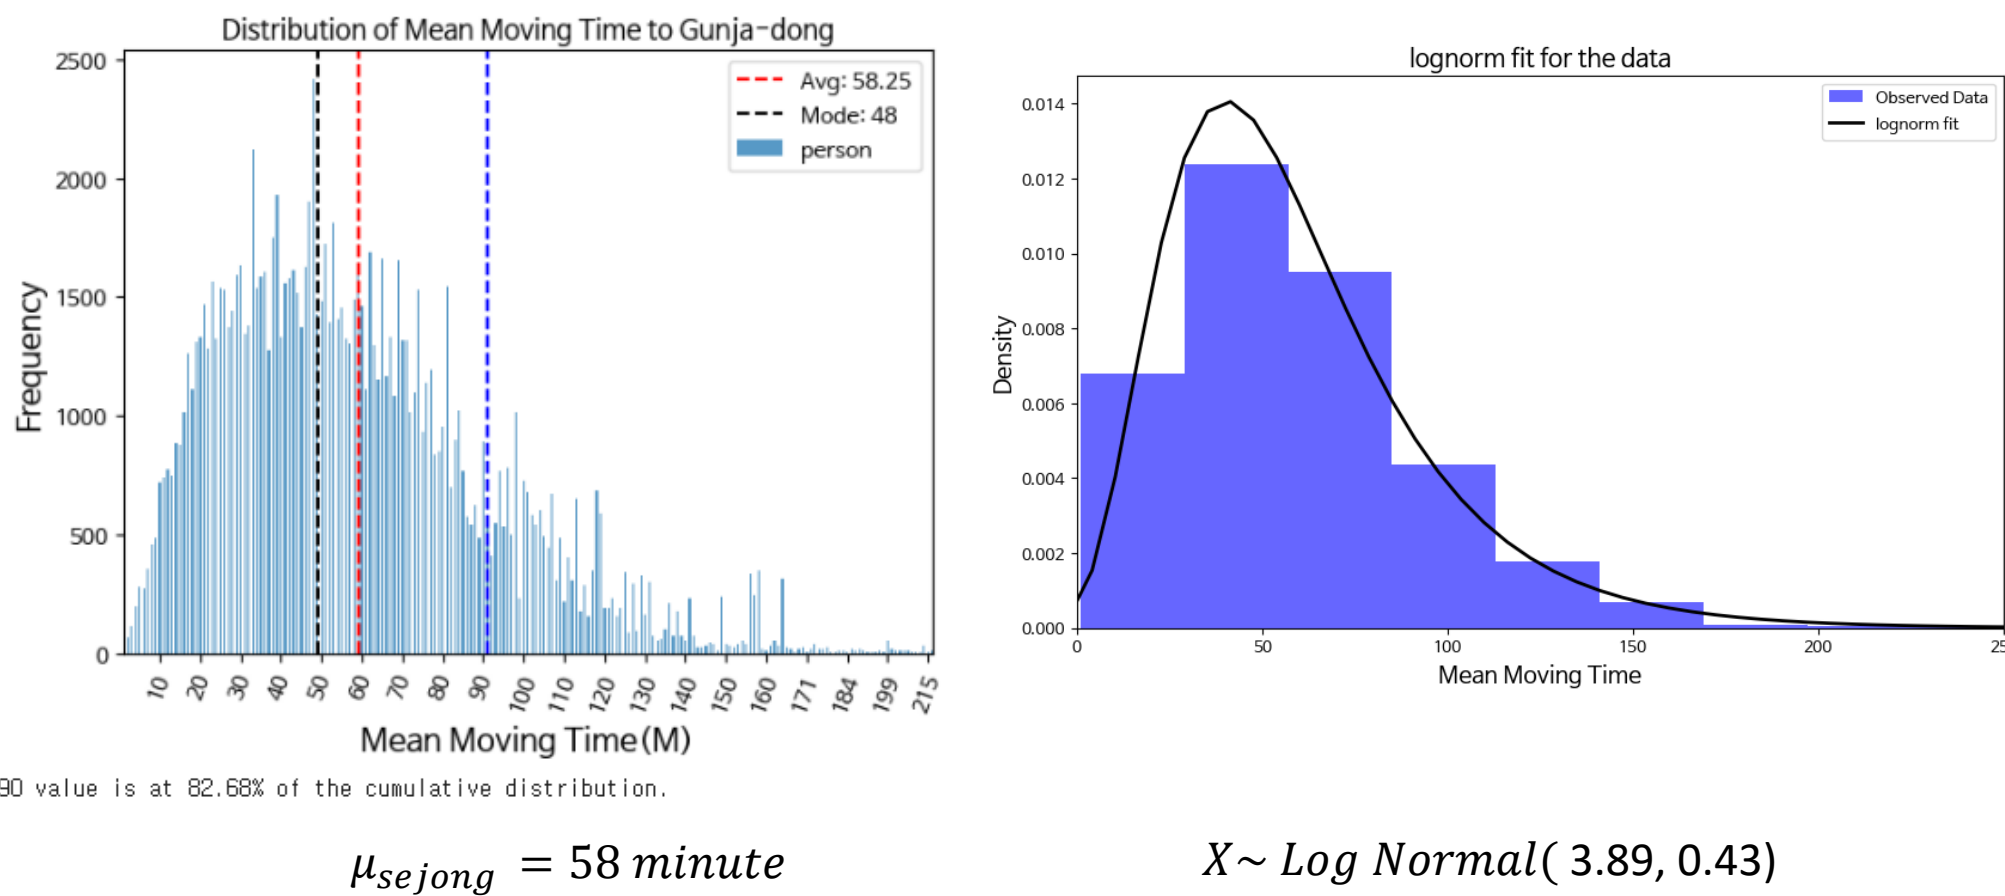 Distribution of Mean Moving Time to Gunja-dong
2500
2000
1500
1000
500
0
Frequency
Avg: 58.25
Mode: 48
person
10 20 30 40 50 60 70 80 90 100 110 120 130 140 150 160 171 184 199 215
Mean Moving Time(M)
90 value is at 82.68% of the cumulative distribution.
μsejong = 58 minute
lognorm fit for the data
0.014
0.012
0.010
0.008
0.006
0.004
0.002
0.000
Density
Observed Data
lognorm fit
0 50 100 150 200 25
Mean Moving Time
X~ Log Normal( 3.89, 0.43)